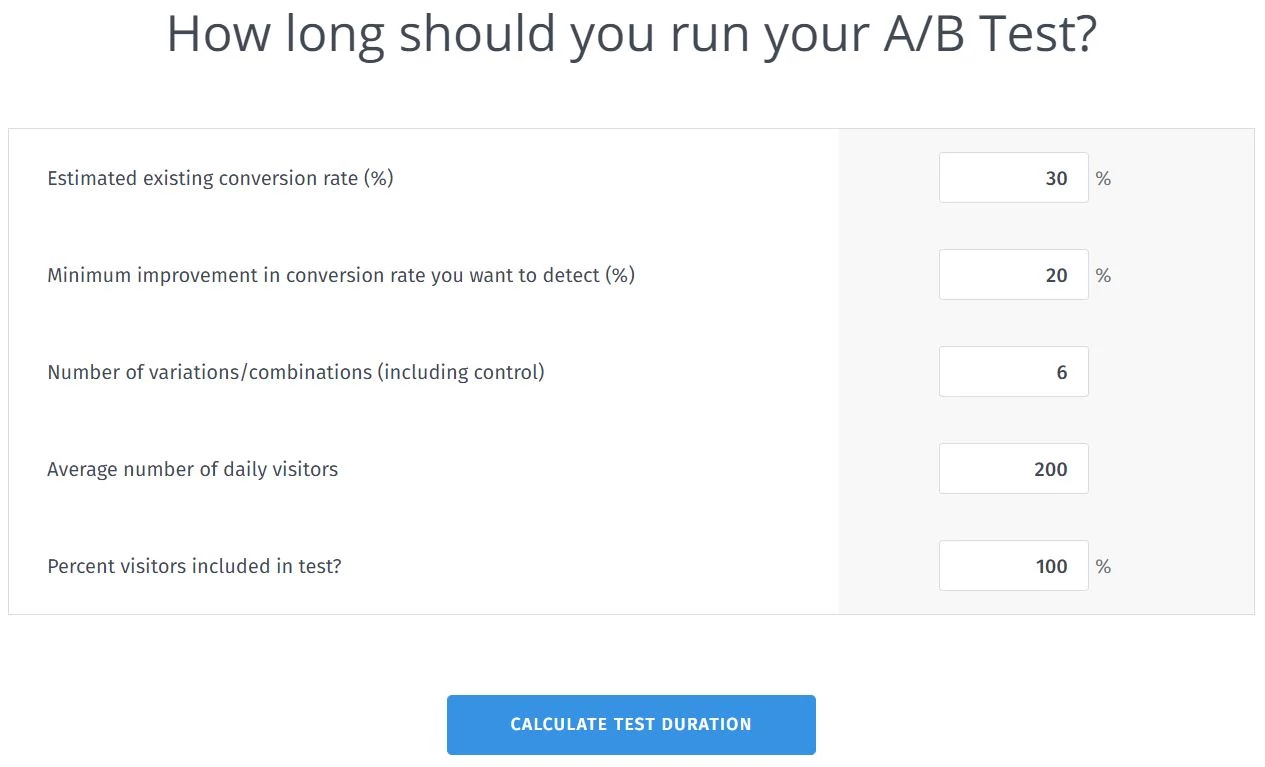 How long should you run your A/B Test?
Estimated existing conversion rate (%) 30 %
Minimum improvement in conversion rate you want to detect (%) 20 %
Number of variations/combinations (including control) 6
Average number of daily visitors 200
Percent visitors included in test? 100 %
CALCULATE TEST DURATION